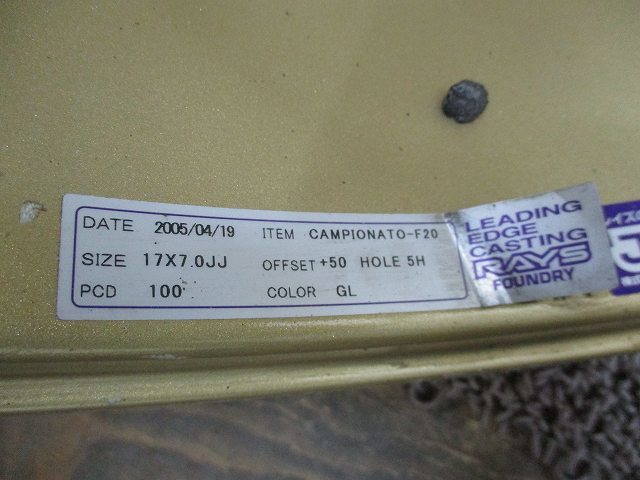 DATE 2005/04/19 ITEM CAMPIONATO-F20
SIZE 17X7.0JJ OFFSET +50 HOLE 5H
PCD 100 COLOR GL
LEADING
EDGE
CASTING
RAYS
FOUNDRY